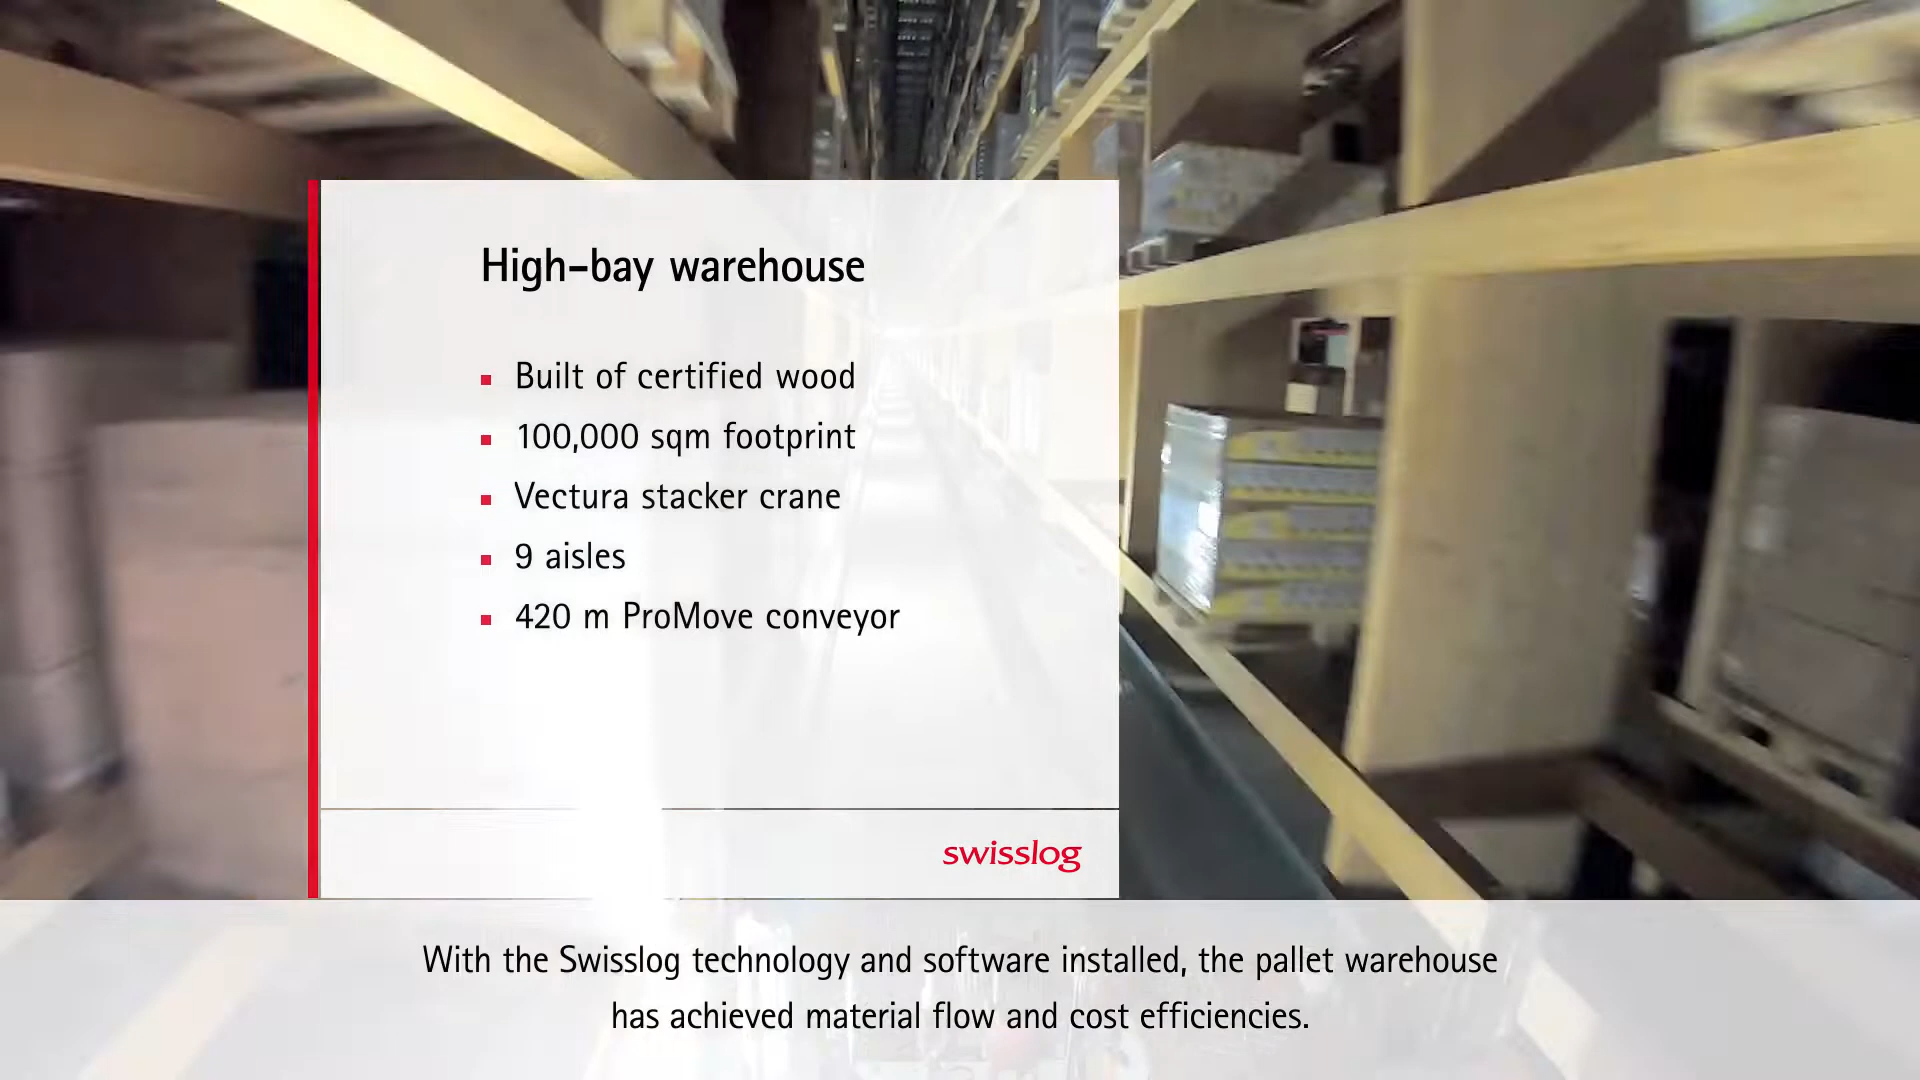 High-bay warehouse
Built of certified wood
100,000 sqm footprint
Vectura stacker crane
9 aisles
420 m ProMove conveyor
swisslog
With the Swisslog technology and software installed, the pallet warehouse
has achieved material flow and cost efficiencies.